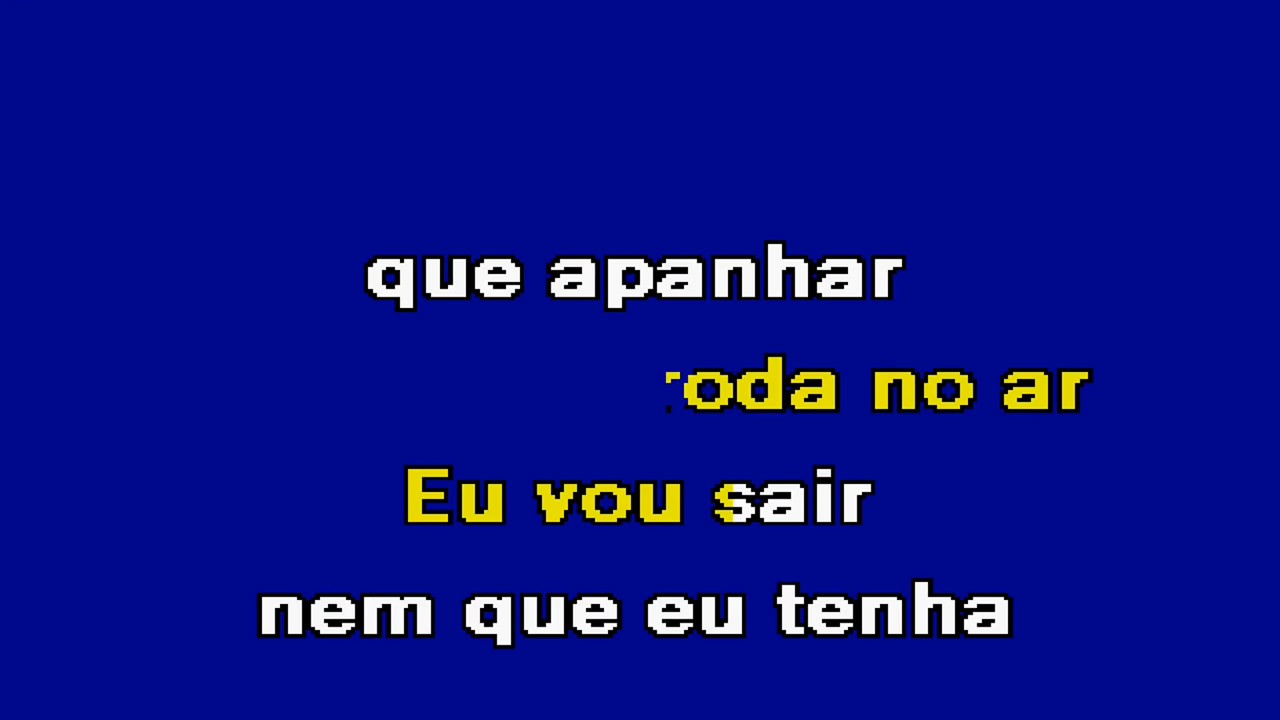 que apanhar
roda no ar
Eu vou sair
nem que eu tenha